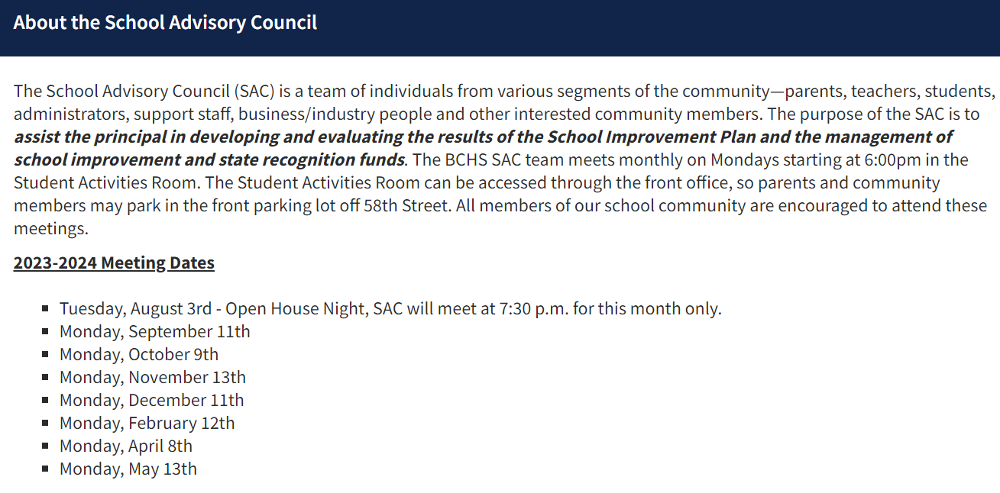 About the School Advisory Council
The School Advisory Council (SAC) is a team of individuals from various segments of the community—parents, teachers, students,
administrators, support staff, business/industry people and other interested community members. The purpose of the SAC is to
assist the principal in developing and evaluating the results of the School Improvement Plan and the management of
school improvement and state recognition funds. The BCHS SAC team meets monthly on Mondays starting at 6:00pm in the
Student Activities Room. The Student Activities Room can be accessed through the front office, so parents and community
members may park in the front parking lot off 58th Street. All members of our school community are encouraged to attend these
meetings.
2023-2024 Meeting Dates
▪ Tuesday, August 3rd - Open House Night, SAC will meet at 7:30 p.m. for this month only.
▪ Monday, September 11th
▪ Monday, October 9th
▪ Monday, November 13th
▪ Monday, December 11th
▪ Monday, February 12th
▪ Monday, April 8th
▪ Monday, May 13th